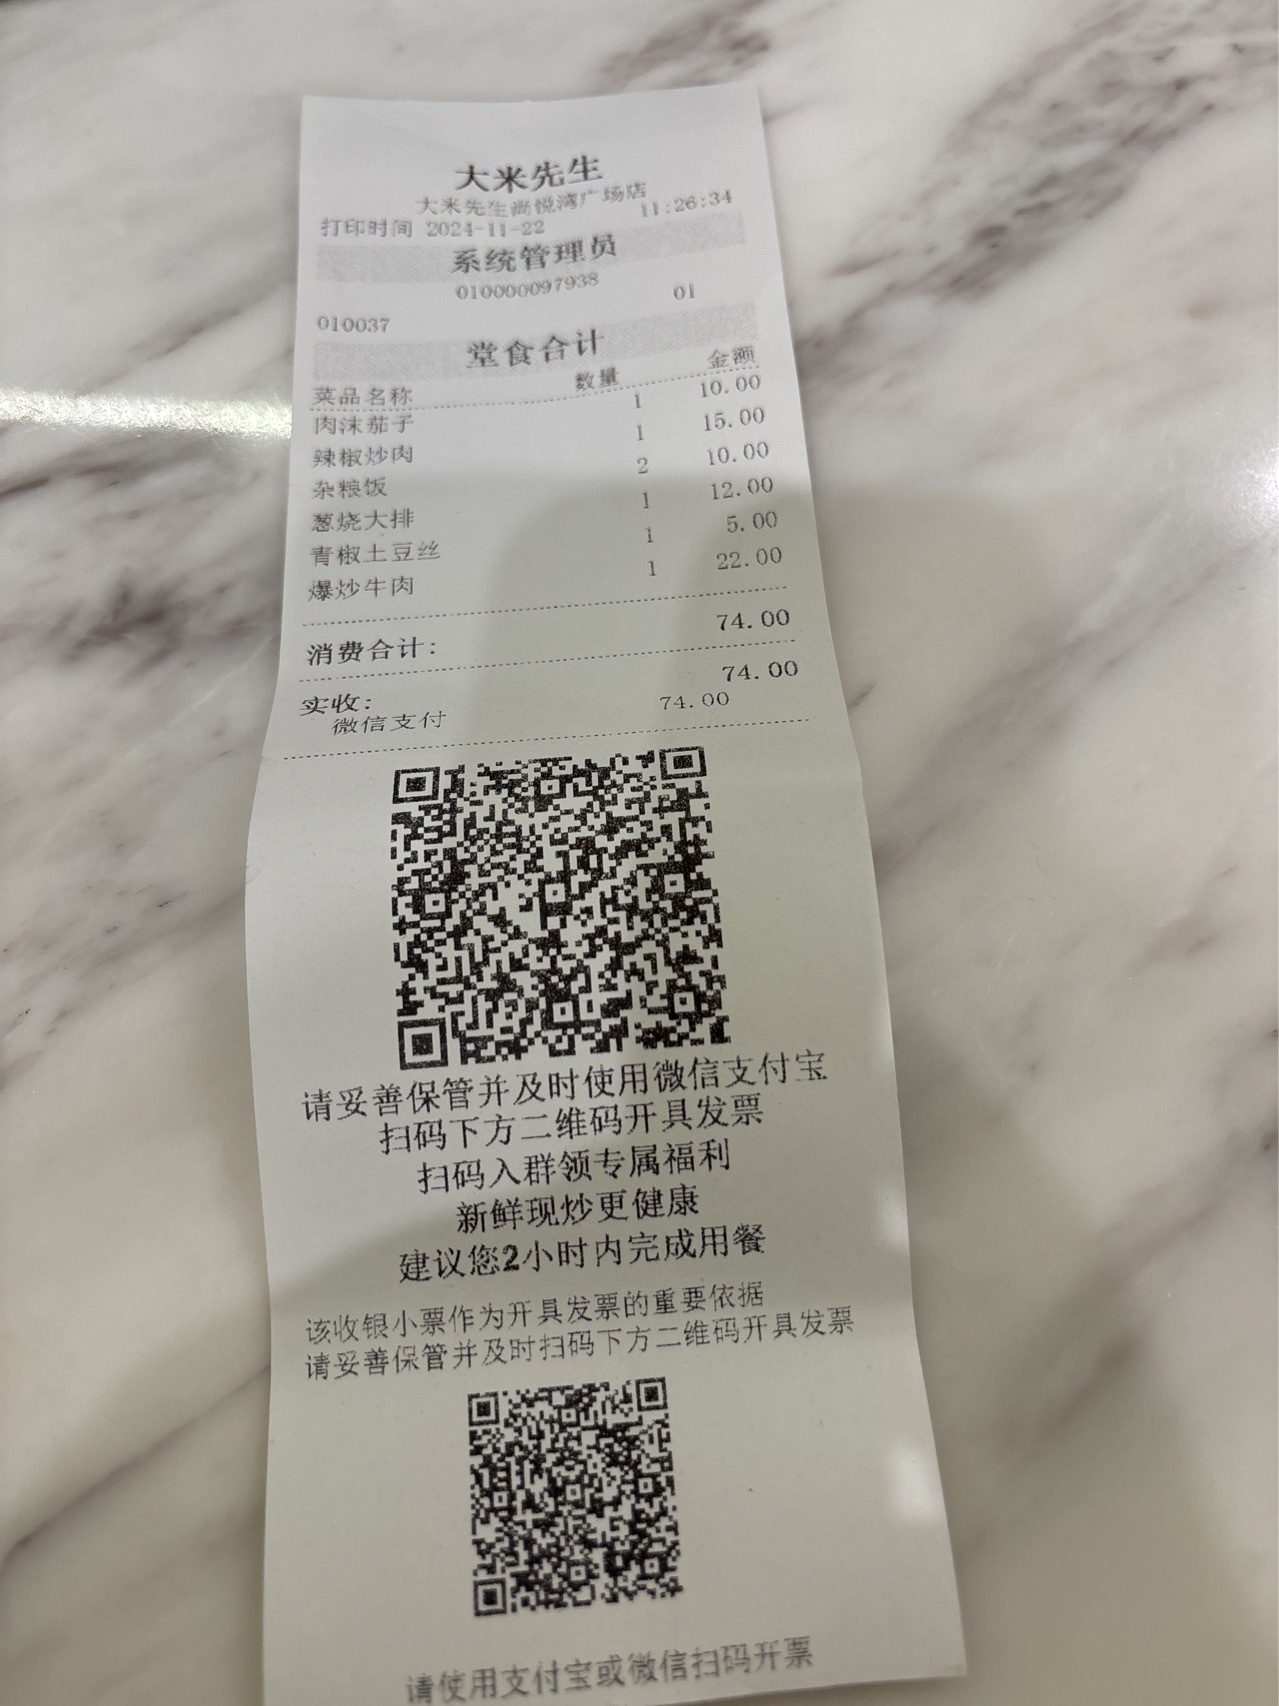 大米先生
大米先生尚悦湾广场店
打印时间 2024-11-22 11:26:34
系统管理员
010000097938
010037 01
堂食合计
菜品名称 数量 金额
肉沫茄子 1 10.00
辣椒炒肉 1 15.00
杂粮饭 2 10.00
葱烧大排 1 12.00
青椒土豆丝 1 5.00
爆炒牛肉 1 22.00
消费合计: 74.00
实收: 74.00
微信支付 74.00
请妥善保管并及时使用微信支付宝
扫码下方二维码开具发票
扫码入群领专属福利
新鲜现炒更健康
建议您2小时内完成用餐
该收银小票作为开具发票的重要依据
请妥善保管并及时扫码下方二维码开具发票
请使用支付宝或微信扫码开票